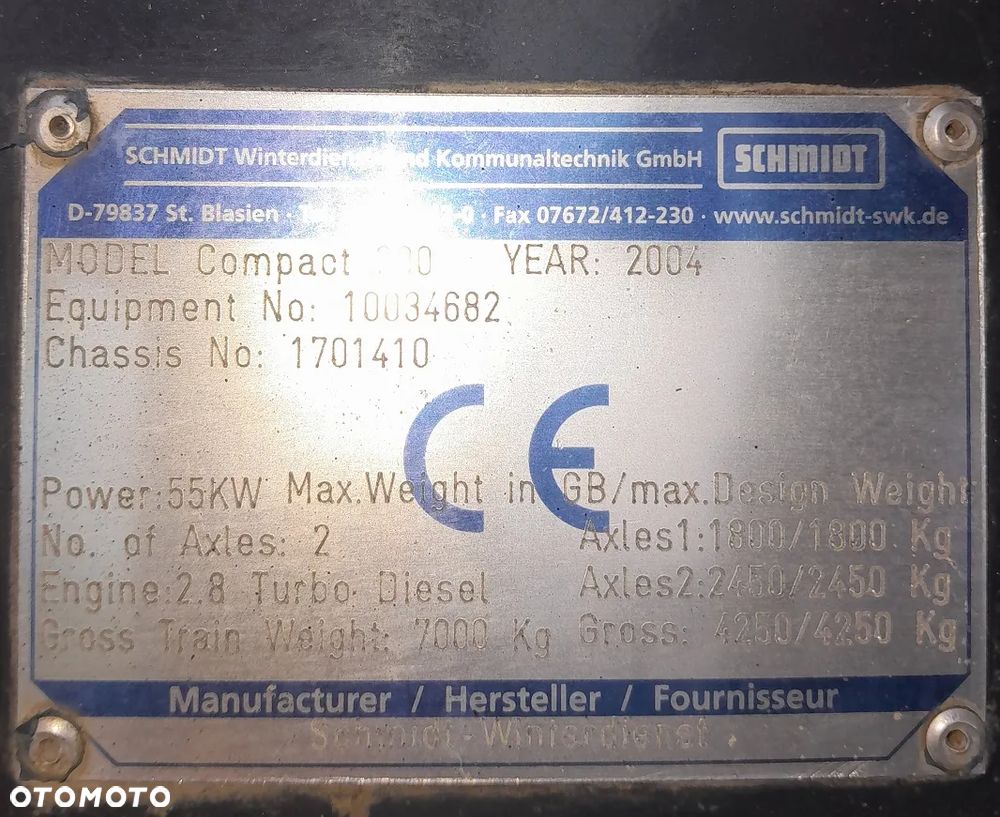 SCHMIDT Winterdienst und Kommunaltechnik GmbH SCHMIDT
D-79837 St. Blasien · Fax 07672/412-230 · www.schmidt-swk.de
MODEL Compact YEAR: 2004
Equipment No: 10034682
Chassis No: 1701410
CE
Power:55KW Max.Weight in GB/max.Design Weight
No. of Axles: 2 Axles1:1800/1800 Kg
Engine:2.8 Turbo Diesel Axles2:2450/2450 Kg
Gross Train Weight: 7000 Kg Gross: 4250/4250 Kg
Manufacturer / Hersteller / Fournisseur
Schmidt-Winterdienst
OTOMOTO